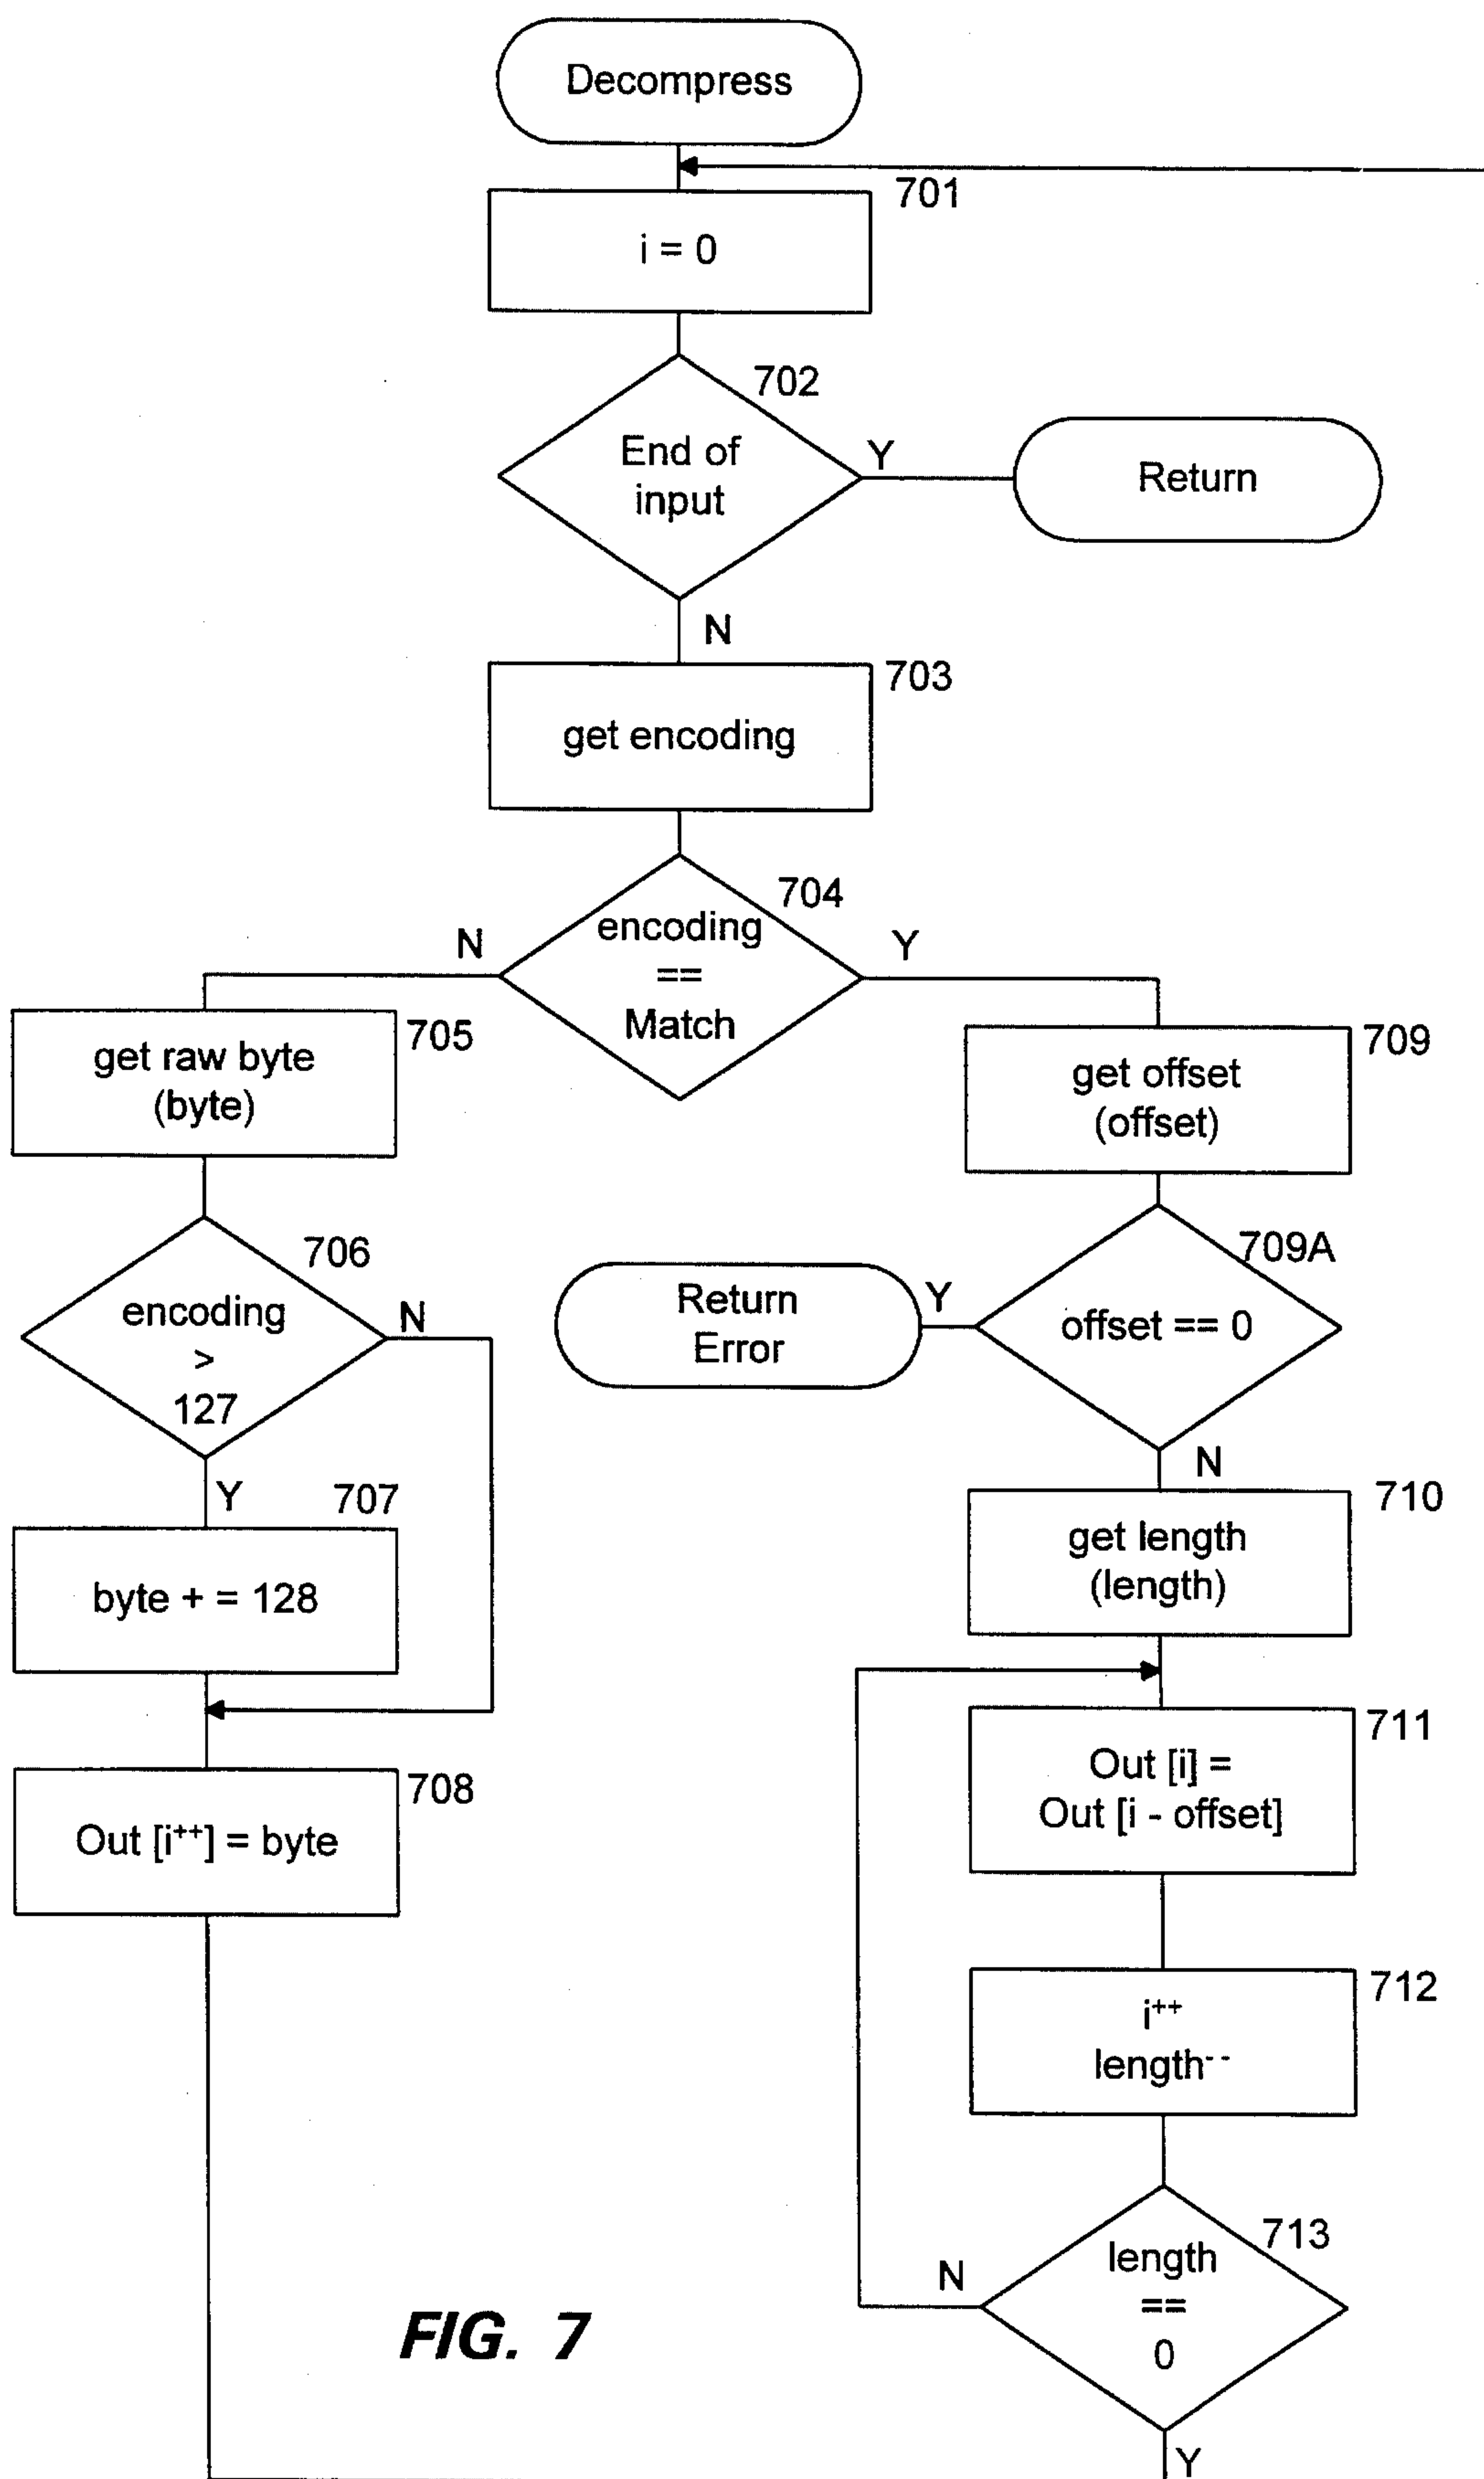 Decompress
701
i = 0
702
End of
input
Y
Return
N
703
get encoding
704
encoding
==
Match
N
Y
705
get raw byte
(byte)
709
get offset
(offset)
706
encoding
>
127
N
709A
offset == 0
Y
Return
Error
N
Y
707
byte + = 128
710
get length
(length)
708
Out [i++] = byte
711
Out [i] =
Out [i - offset]
712
i++
length--
713
length
==
0
N
Y
FIG. 7